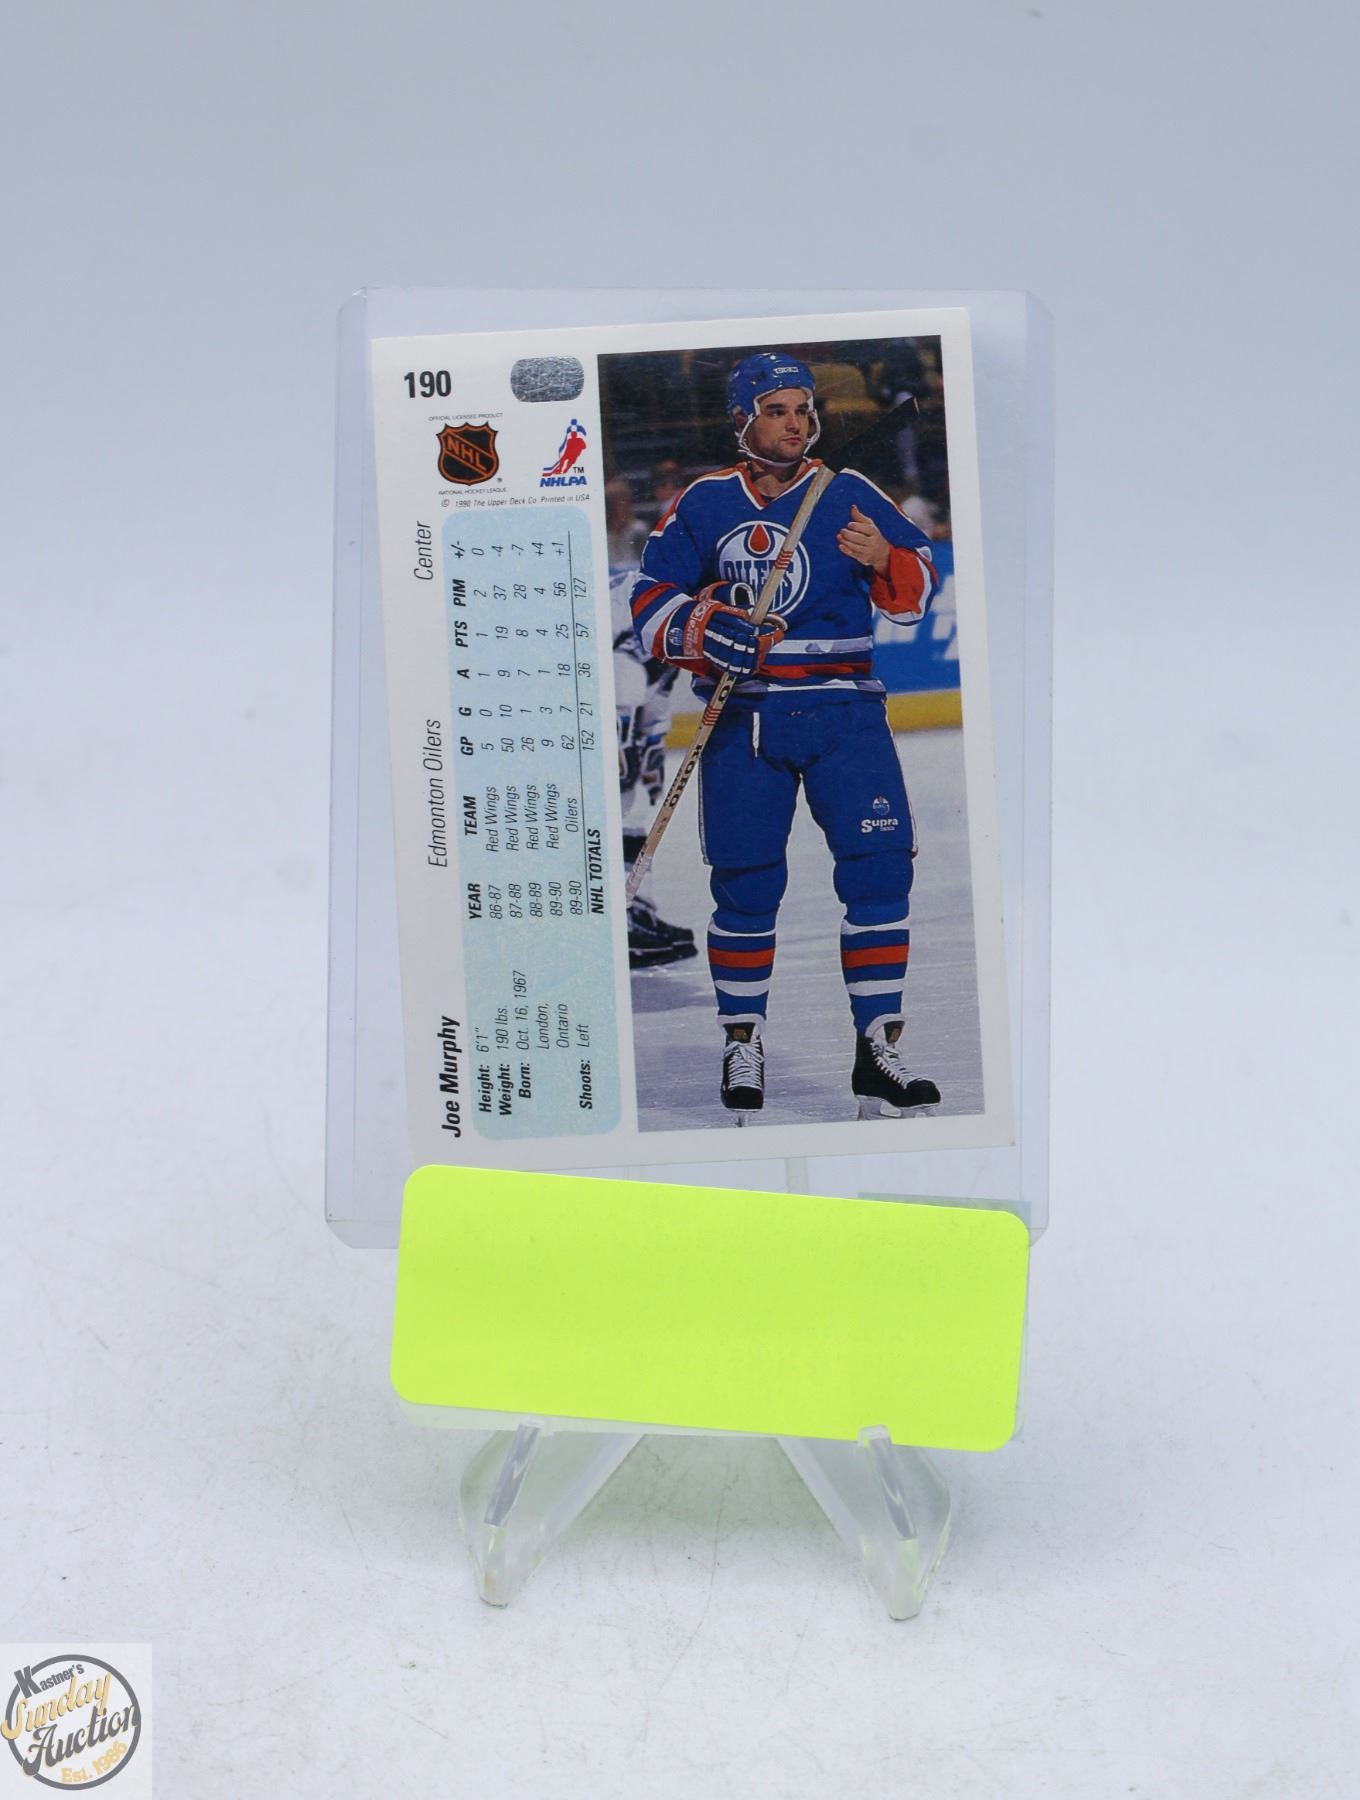 190
OFFICIAL LICENSED PRODUCT
NHL
®
NATIONAL HOCKEY LEAGUE
TM
NHLPA
© 1990 The Upper Deck Co. Printed in USA
Joe Murphy Edmonton Oilers Center
Height: 6'1"
Weight: 190 lbs.
Born: Oct. 16, 1967
London,
Ontario
Shoots: Left
YEAR TEAM GP G A PTS PIM +/-
86-87 Red Wings 5 0 1 1 2 0
87-88 Red Wings 50 10 9 19 37 -4
88-89 Red Wings 26 1 7 8 28 -7
89-90 Red Wings 9 3 1 4 4 +4
89-90 Oilers 62 7 18 25 56 +1
NHL TOTALS 152 21 36 57 127
CCM
OILERS
Supra
KOHO
Supra
Kastner's
Sunday
Auction
Est. 1986